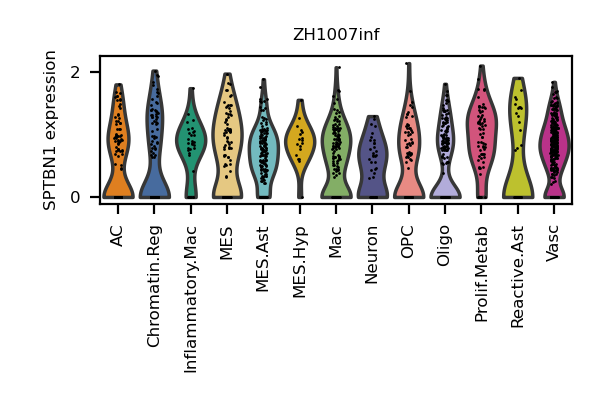 ZH1007inf
SPTBN1 expression
2
0
AC
Chromatin.Reg
Inflammatory.Mac
MES
MES.Ast
MES.Hyp
Mac
Neuron
OPC
Oligo
Prolif.Metab
Reactive.Ast
Vasc